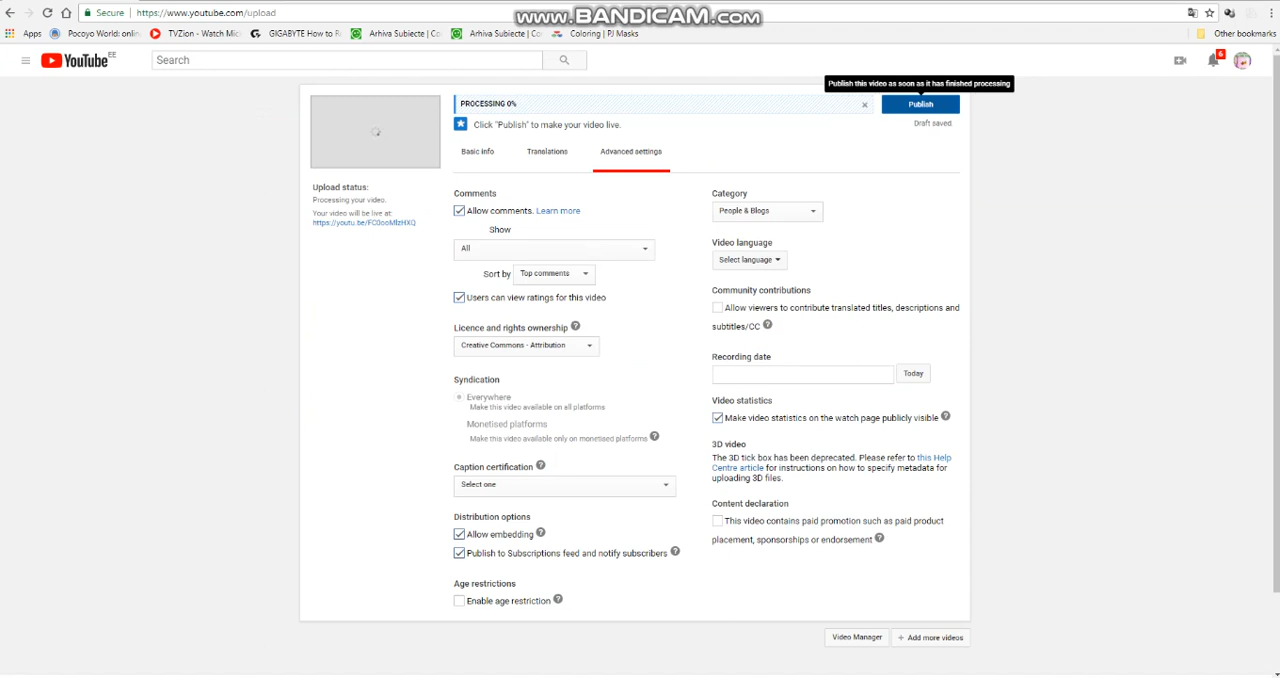 Secure
https://www.youtube.com/upload
www.BANDICAM.com
Apps
Pocoyo World: onlin
TVZion - Watch Mi
GIGABYTE How to R
Arhiva Subiecte | Co
Arhiva Subiecte | Co
Coloring | PJ Masks
Other bookmarks
YouTube EE
Search
6
Publish this video as soon as it has finished processing
PROCESSING 0%
Publish
Click "Publish" to make your video live.
Draft saved.
Basic info
Translations
Advanced settings
Upload status:
Processing your video.
Your video will be live at:
https://youtu.be/FC0ooMlzHXQ
Comments
Allow comments. Learn more
Show
All
Sort by Top comments
Users can view ratings for this video
Licence and rights ownership
Creative Commons - Attribution
Syndication
Everywhere
Make this video available on all platforms
Monetised platforms
Make this video available only on monetised platforms
Caption certification
Select one
Distribution options
Allow embedding
Publish to Subscriptions feed and notify subscribers
Age restrictions
Enable age restriction
Category
People & Blogs
Video language
Select language
Community contributions
Allow viewers to contribute translated titles, descriptions and
subtitles/CC
Recording date
Today
Video statistics
Make video statistics on the watch page publicly visible
3D video
The 3D tick box has been deprecated. Please refer to this Help
Centre article for instructions on how to specify metadata for
uploading 3D files.
Content declaration
This video contains paid promotion such as paid product
placement, sponsorships or endorsement
Video Manager
+ Add more videos